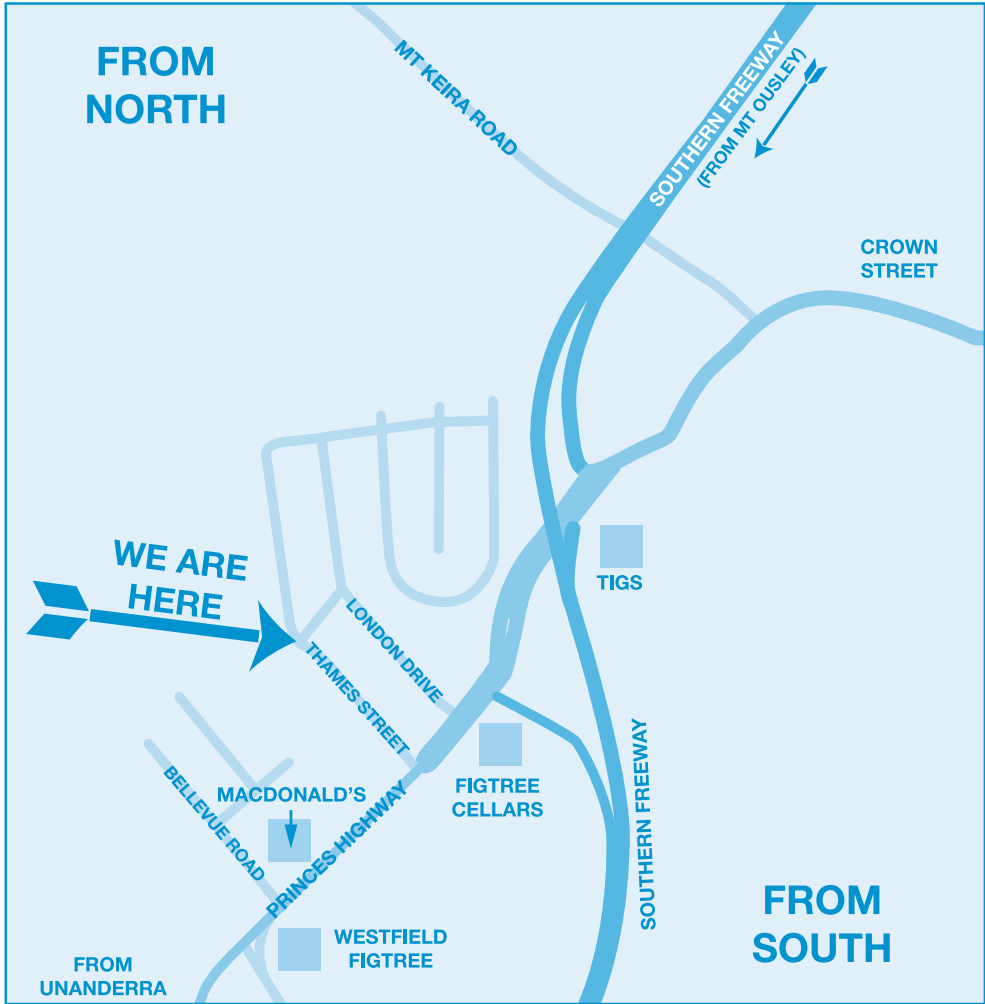 FROM
NORTH
MT KEIRA ROAD
SOUTHERN FREEWAY
(FROM MT OUSLEY)
CROWN
STREET
WE ARE
HERE
TIGS
LONDON DRIVE
THAMES STREET
BELLEVUE ROAD
MACDONALD'S
PRINCES HIGHWAY
FIGTREE
CELLARS
SOUTHERN FREEWAY
WESTFIELD
FIGTREE
FROM
SOUTH
FROM
UNANDERRA